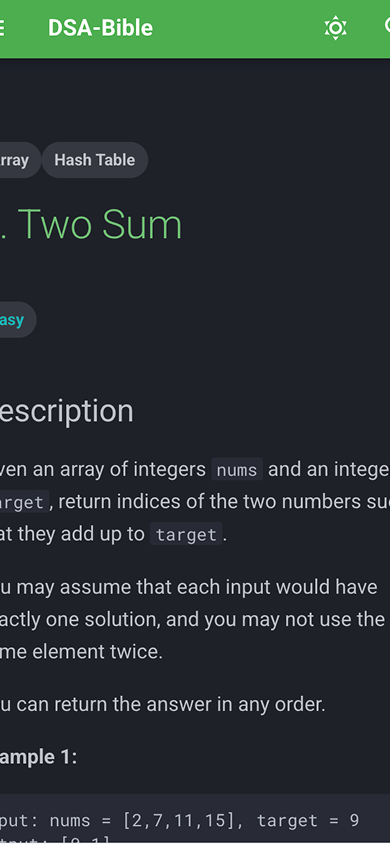 DSA-Bible
rray Hash Table
. Two Sum
asy
escription
ven an array of integers nums and an intege
arget, return indices of the two numbers su
at they add up to target.
u may assume that each input would have
actly one solution, and you may not use the
me element twice.
u can return the answer in any order.
ample 1:
put: nums = [2,7,11,15], target = 9
tput: [0,1]